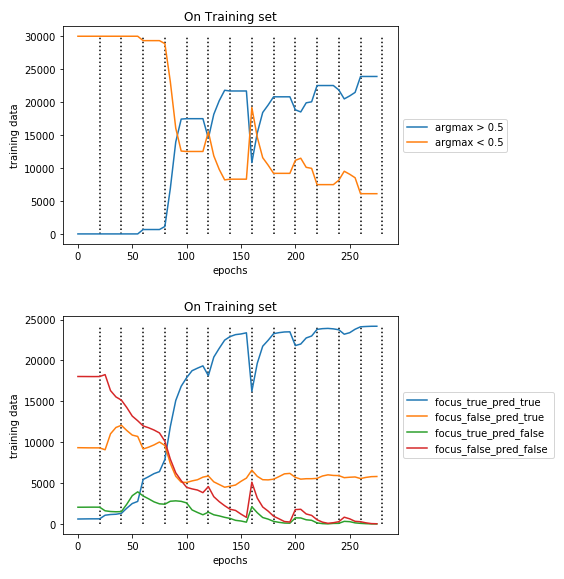 On Training set
30000
25000
20000
15000
10000
5000
0
training data
0 50 100 150 200 250
epochs
argmax > 0.5
argmax < 0.5
On Training set
25000
20000
15000
10000
5000
0
training data
0 50 100 150 200 250
epochs
focus_true_pred_true
focus_false_pred_true
focus_true_pred_false
focus_false_pred_false